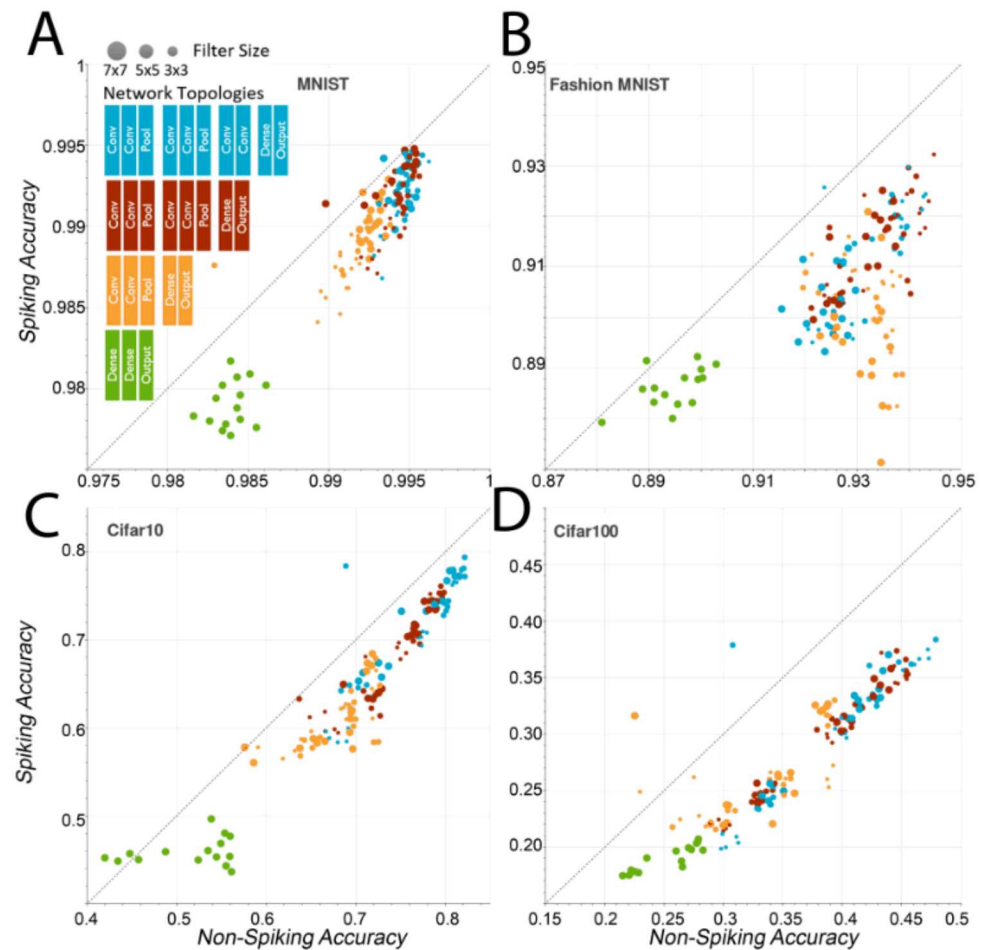 A
B
Filter Size
7x7 5x5 3x3
Network Topologies
MNIST
Conv Conv Pool Conv Conv Pool Conv Conv Dense Output
Conv Conv Pool Conv Conv Pool Dense Output
Conv Conv Pool Dense Output
Dense Dense Output
Spiking Accuracy
1
0.995
0.99
0.985
0.98
0.975 0.98 0.985 0.99 0.995 1
Fashion MNIST
0.95
0.93
0.91
0.89
0.87 0.89 0.91 0.93 0.95
C
D
Cifar10
Spiking Accuracy
0.8
0.7
0.6
0.5
0.4 0.5 0.6 0.7 0.8
Non-Spiking Accuracy
Cifar100
0.45
0.40
0.35
0.30
0.25
0.20
0.15 0.2 0.25 0.3 0.35 0.4 0.45 0.5
Non-Spiking Accuracy